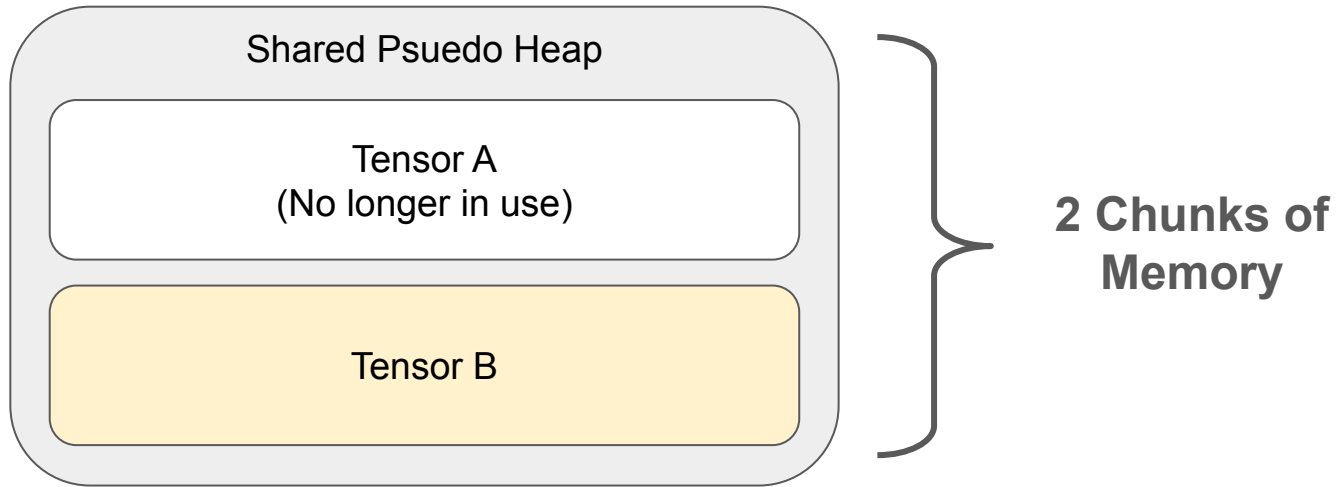 Shared Psuedo Heap
Tensor A
(No longer in use)
Tensor B
2 Chunks of
Memory